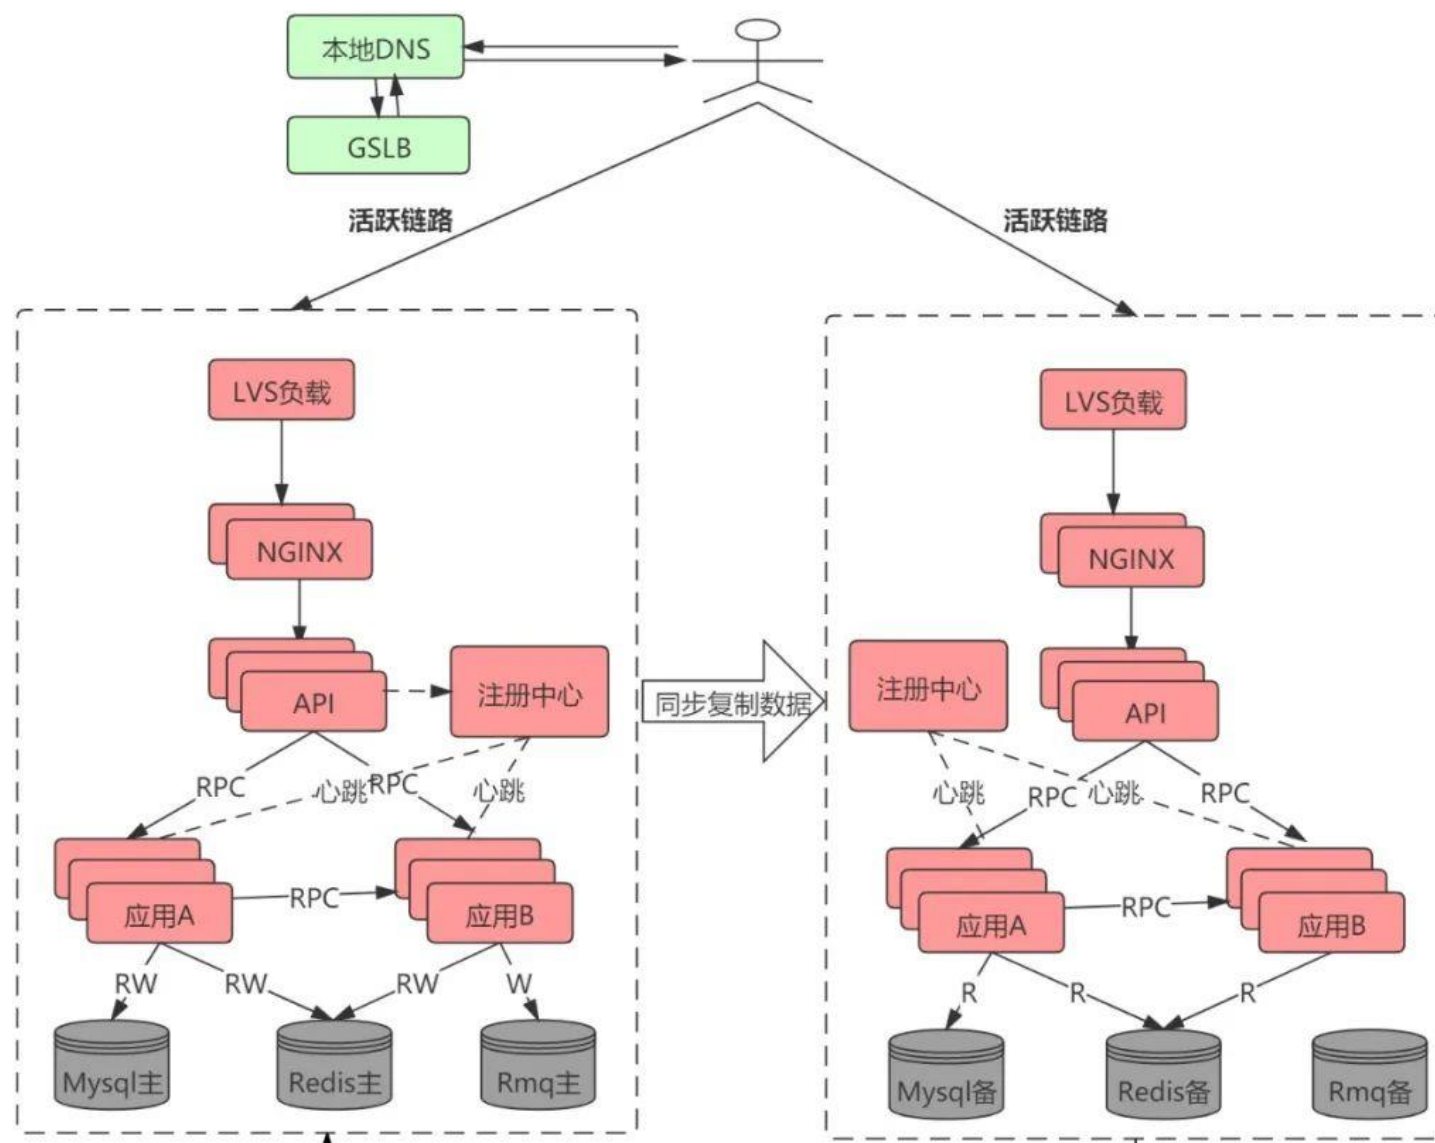 本地DNS
GSLB
活跃链路
活跃链路
LVS负载
NGINX
API
注册中心
RPC
心跳
RPC
心跳
应用A
RPC
应用B
RW
RW
RW
W
Mysql主
Redis主
Rmq主
同步复制数据
LVS负载
NGINX
注册中心
API
心跳
RPC
心跳
RPC
应用A
RPC
应用B
R
R
R
Mysql备
Redis备
Rmq备